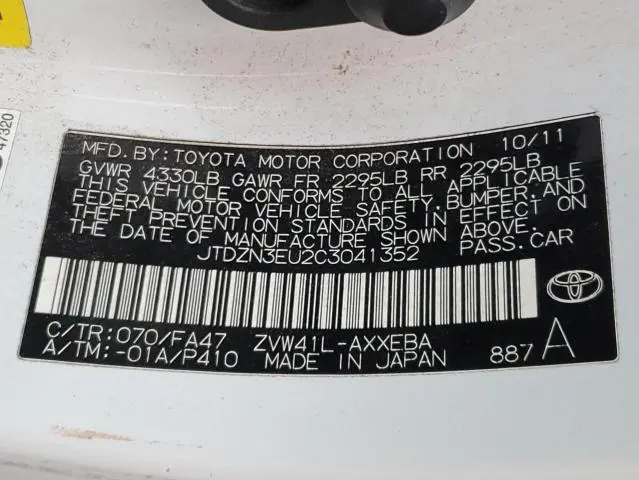 47320
MFD. BY: TOYOTA MOTOR CORPORATION 10/11
GVWR 4330LB GAWR FR 2295LB RR 2295LB
THIS VEHICLE CONFORMS TO ALL APPLICABLE
FEDERAL MOTOR VEHICLE SAFETY, BUMPER, AND
THEFT PREVENTION STANDARDS IN EFFECT ON
THE DATE OF MANUFACTURE SHOWN ABOVE.
JTDZN3EU2C3041352 PASS.CAR
C/TR: 070/FA47 ZVW41L-AXXEBA
A/TM: -01A/P410 MADE IN JAPAN 887 A